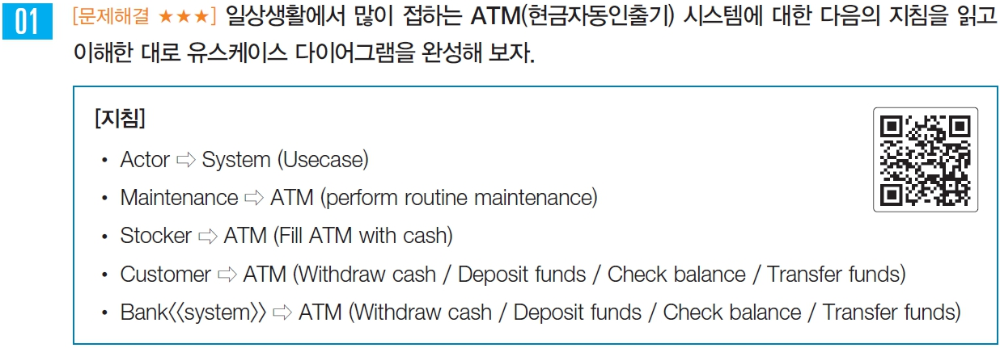 01 [문제해결 ★★★] 일상생활에서 많이 접하는 ATM(현금자동인출기) 시스템에 대한 다음의 지침을 읽고
이해한 대로 유스케이스 다이어그램을 완성해 보자.
[지침]
• Actor ⇨ System (Usecase)
• Maintenance ⇨ ATM (perform routine maintenance)
• Stocker ⇨ ATM (Fill ATM with cash)
• Customer ⇨ ATM (Withdraw cash / Deposit funds / Check balance / Transfer funds)
• Bank《system》 ⇨ ATM (Withdraw cash / Deposit funds / Check balance / Transfer funds)